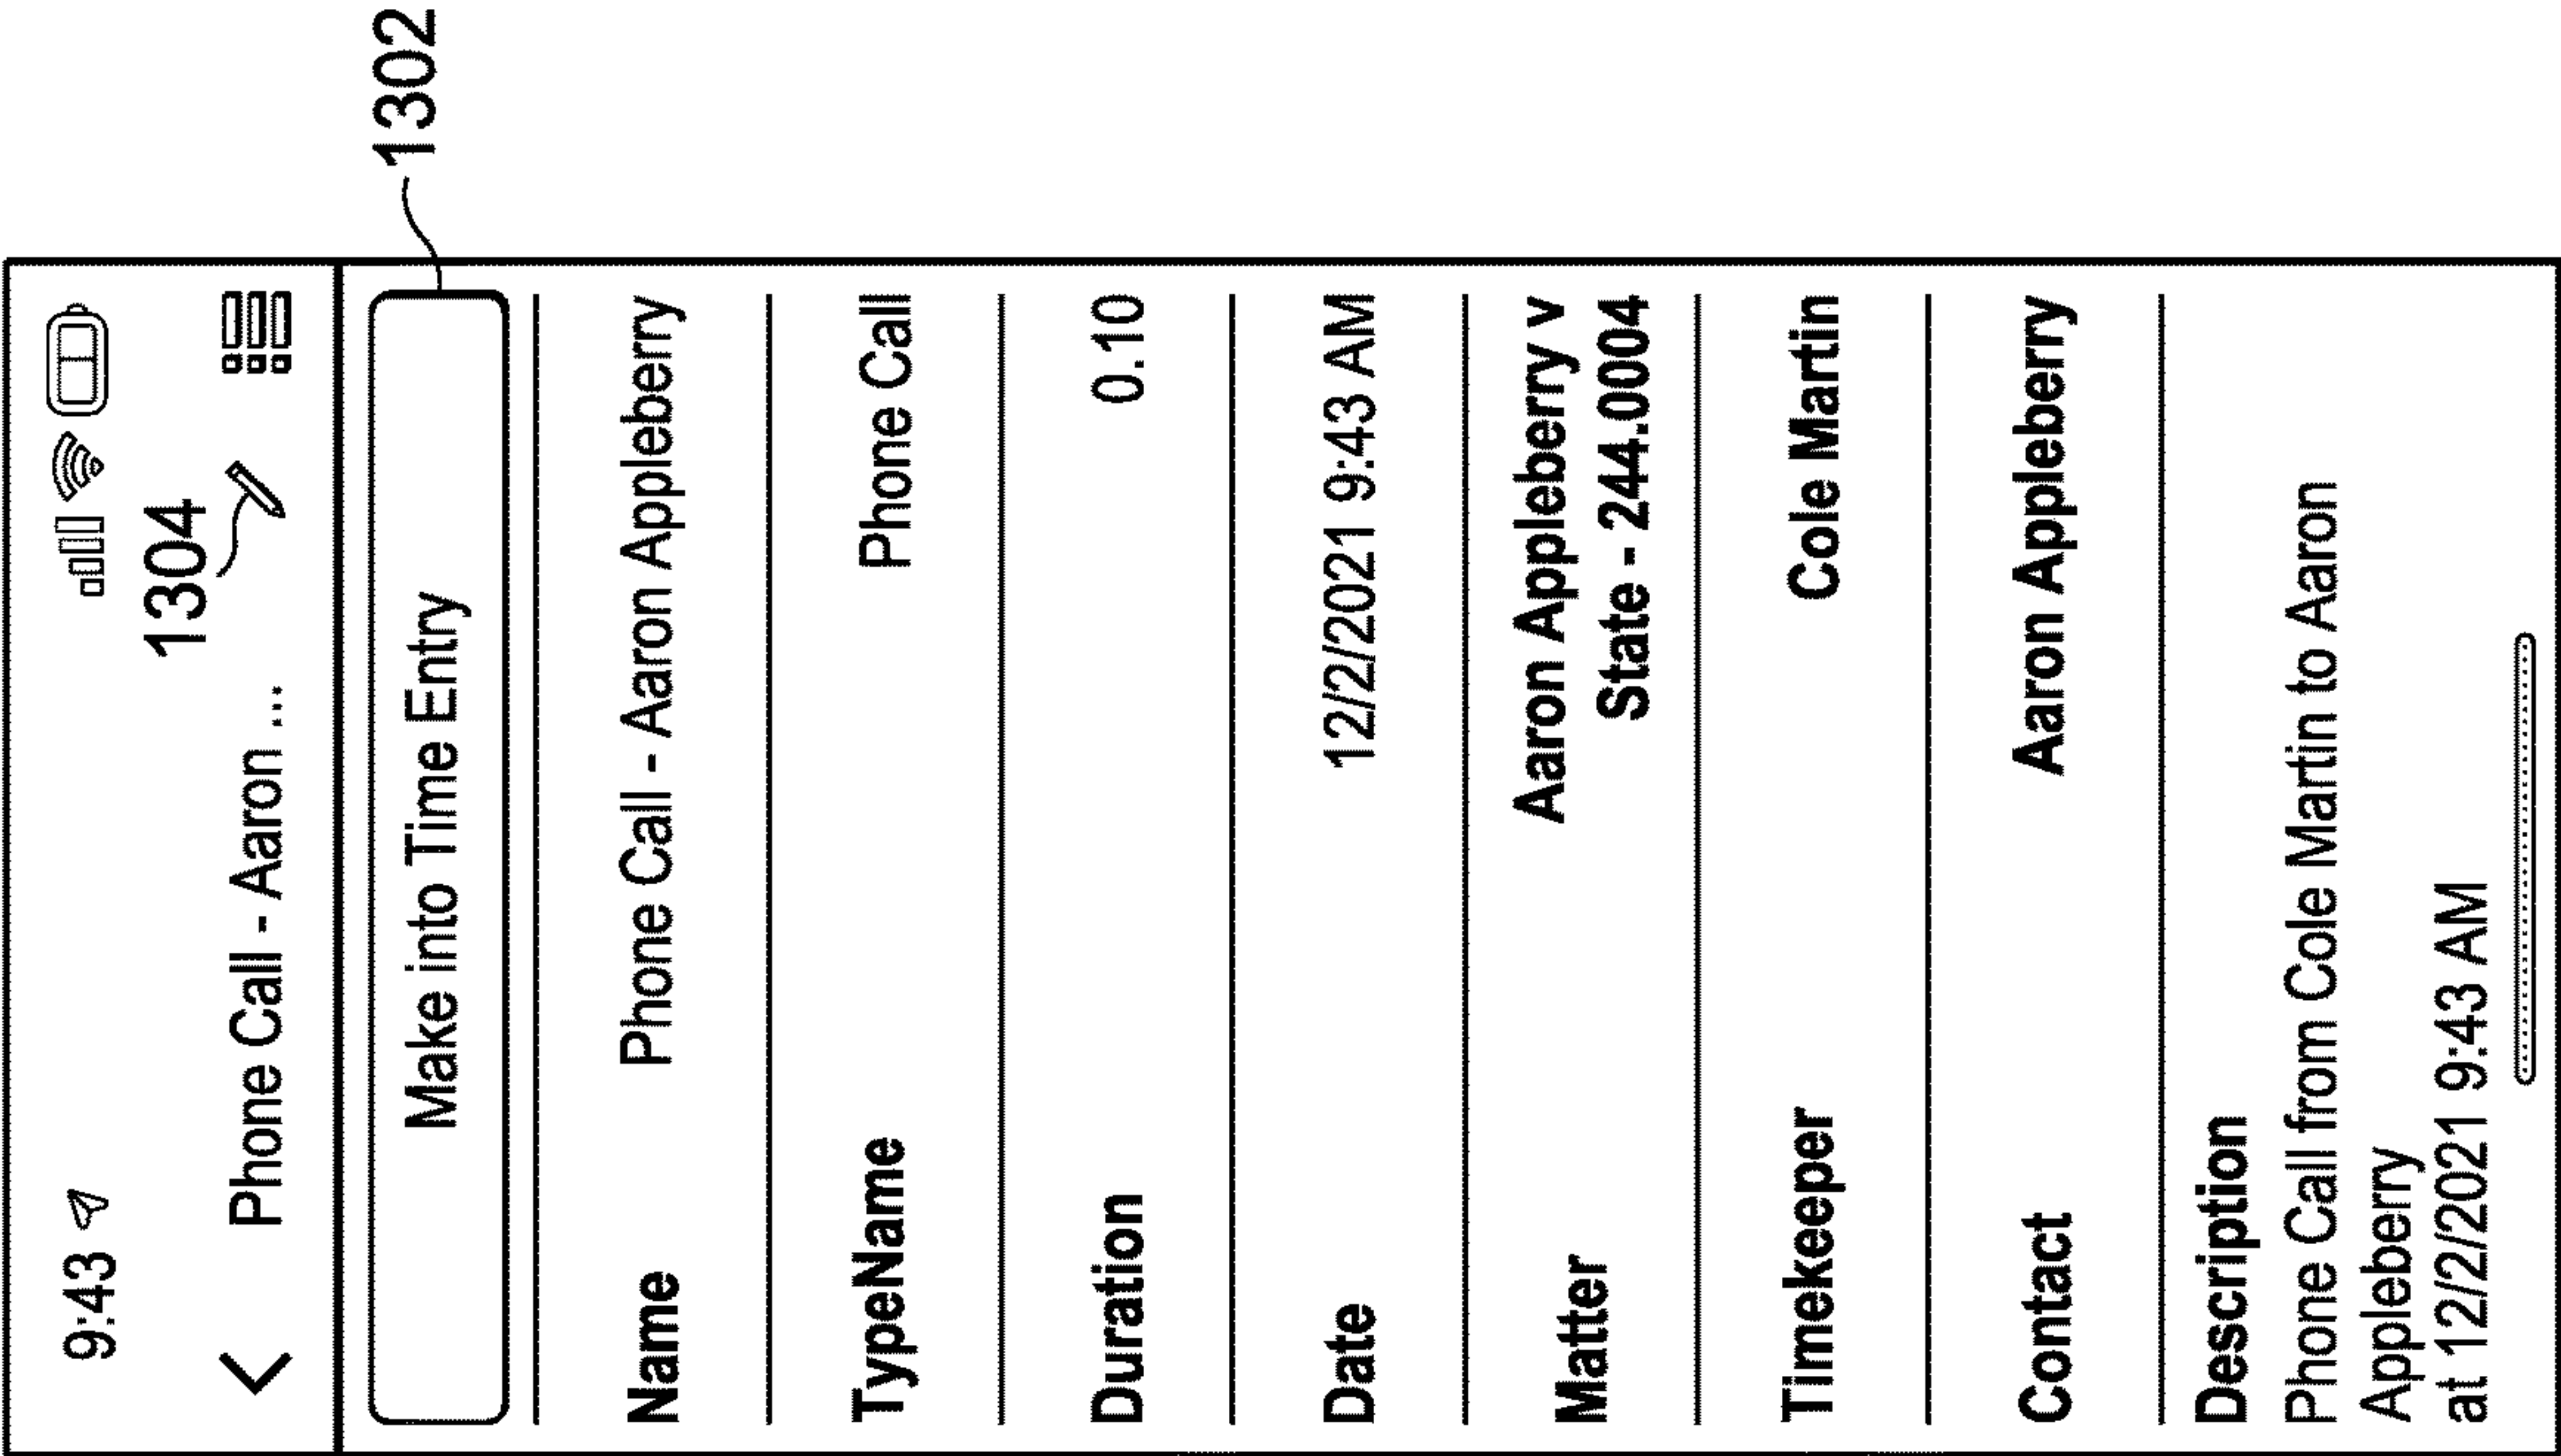 9:43
1304
Phone Call - Aaron ...
Make into Time Entry
1302
Name Phone Call - Aaron Appleberry
TypeName Phone Call
Duration 0.10
Date 12/2/2021 9:43 AM
Matter Aaron Appleberry v
State - 244.0004
Timekeeper Cole Martin
Contact Aaron Appleberry
Description
Phone Call from Cole Martin to Aaron
Appleberry
at 12/2/2021 9:43 AM